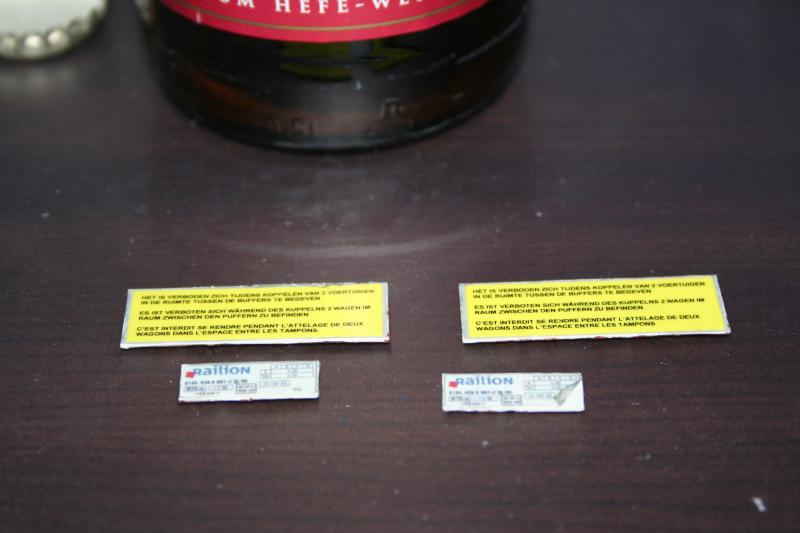 HEFE-WE
0,5L
HET IS VERBODEN ZICH TIJDENS KOPPELEN VAN 2 VOERTUIGEN
IN DE RUIMTE TUSSEN DE BUFFERS TE BEGEVEN
ES IST VERBOTEN SICH WÄHREND DES KUPPELNS 2 WAGEN IM
RAUM ZWISCHEN DEN PUFFERN ZU BEFINDEN
C'EST INTERDIT SE RENDRE PENDANT L'ATTELAGE DE DEUX
WAGONS DANS L'ESPACE ENTRE LES TAMPONS
HET IS VERBODEN ZICH TIJDENS KOPPELEN VAN 2 VOERTUIGEN
IN DE RUIMTE TUSSEN DE BUFFERS TE BEGEVEN
ES IST VERBOTEN SICH WÄHREND DES KUPPELNS 2 WAGEN IM
RAUM ZWISCHEN DEN PUFFERN ZU BEFINDEN
C'EST INTERDIT SE RENDRE PENDANT L'ATTELAGE DE DEUX
WAGONS DANS L'ESPACE ENTRE LES TAMPONS
RAILION
RAILION